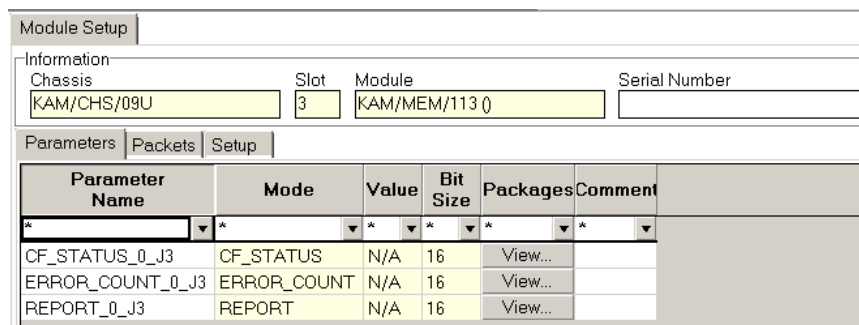 Module Setup
Information
Chassis Slot Module Serial Number
KAM/CHS/09U 3 KAM/MEM/113 ()
Parameters Packets Setup
Parameter Name Mode Value Bit Size Packages Comment
* * * * * *
CF_STATUS_0_J3 CF_STATUS N/A 16 View...
ERROR_COUNT_0_J3 ERROR_COUNT N/A 16 View...
REPORT_0_J3 REPORT N/A 16 View...